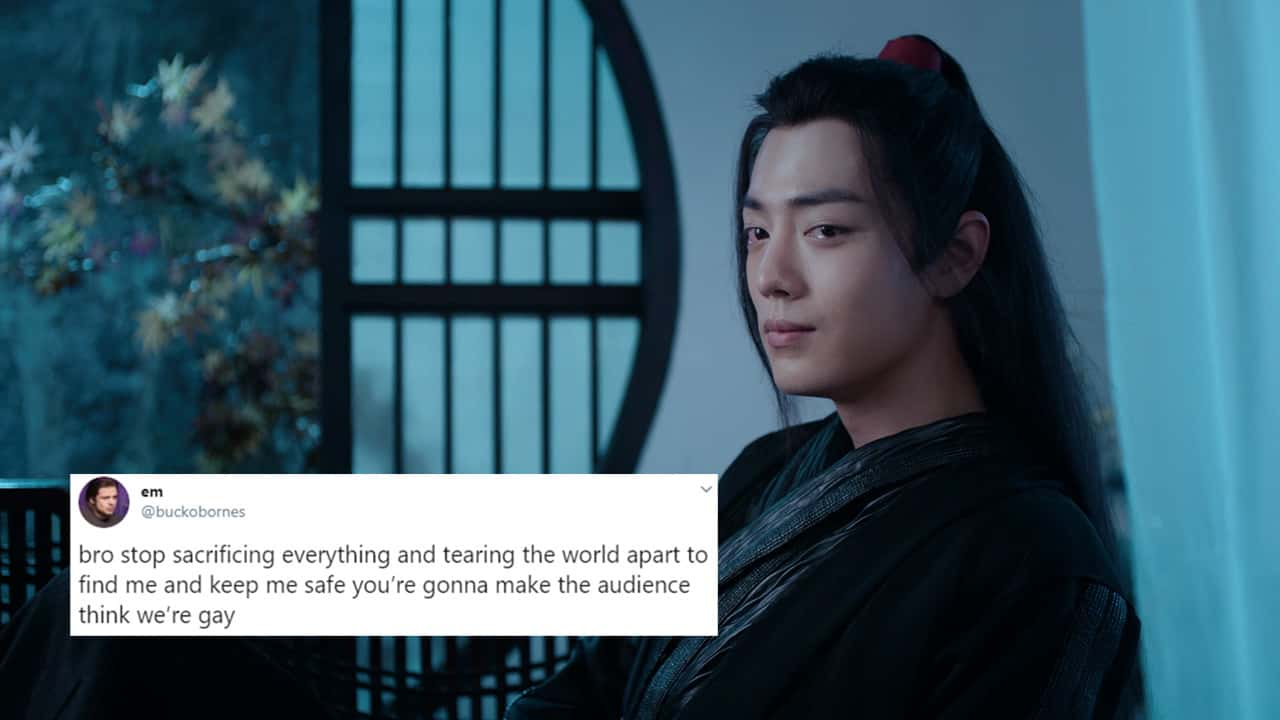 em
@buckobornes
bro stop sacrificing everything and tearing the world apart to
find me and keep me safe you're gonna make the audience
think we're gay